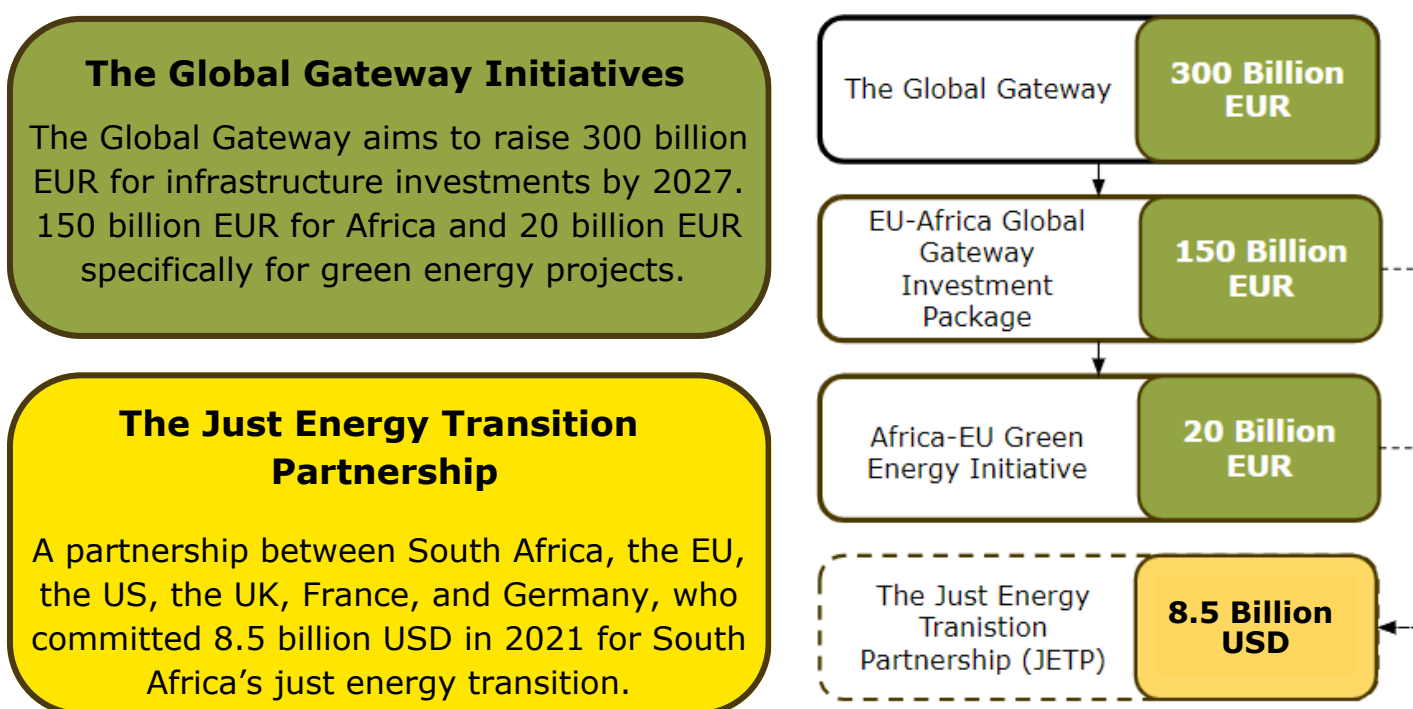 The Global Gateway Initiatives
The Global Gateway aims to raise 300 billion
EUR for infrastructure investments by 2027.
150 billion EUR for Africa and 20 billion EUR
specifically for green energy projects.
The Just Energy Transition
Partnership
A partnership between South Africa, the EU,
the US, the UK, France, and Germany, who
committed 8.5 billion USD in 2021 for South
Africa’s just energy transition.
The Global Gateway
300 Billion
EUR
EU-Africa Global
Gateway
Investment
Package
150 Billion
EUR
Africa-EU Green
Energy Initiative
20 Billion
EUR
The Just Energy
Tranistion
Partnership (JETP)
8.5 Billion
USD